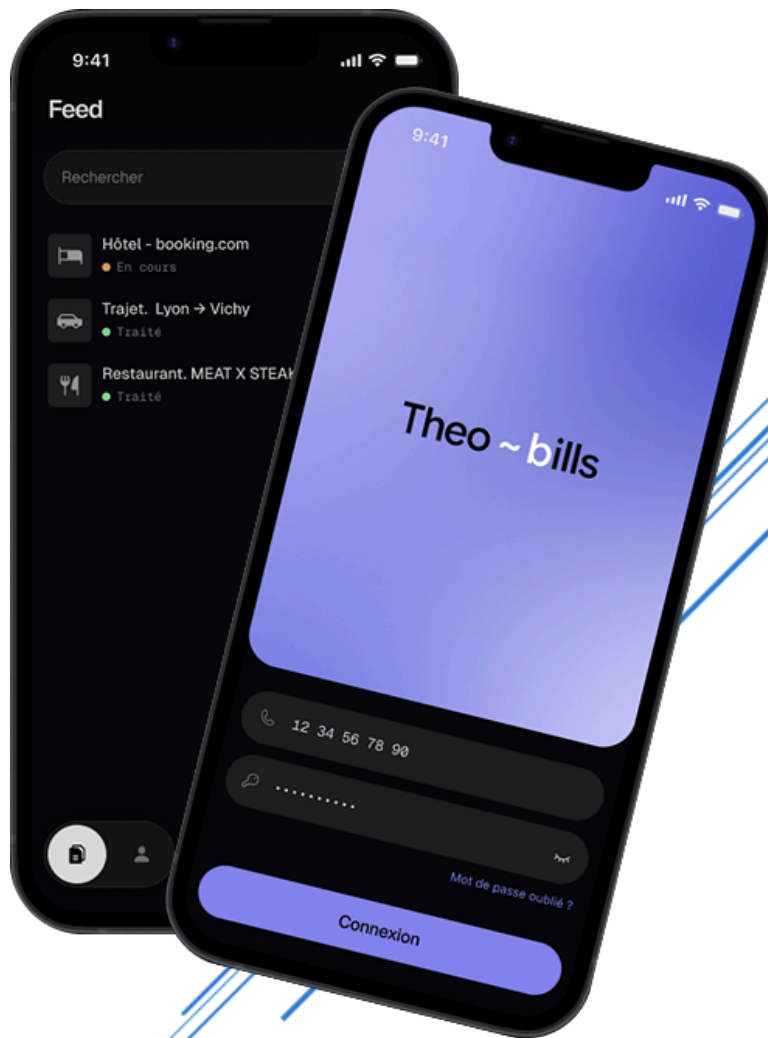 9:41
Feed
Rechercher
Hôtel - booking.com
En cours
Trajet. Lyon → Vichy
Traité
Restaurant. MEAT X STEAK
Traité
9:41
Theo ~ bills
12 34 56 78 90
..........
Mot de passe oublié ?
Connexion